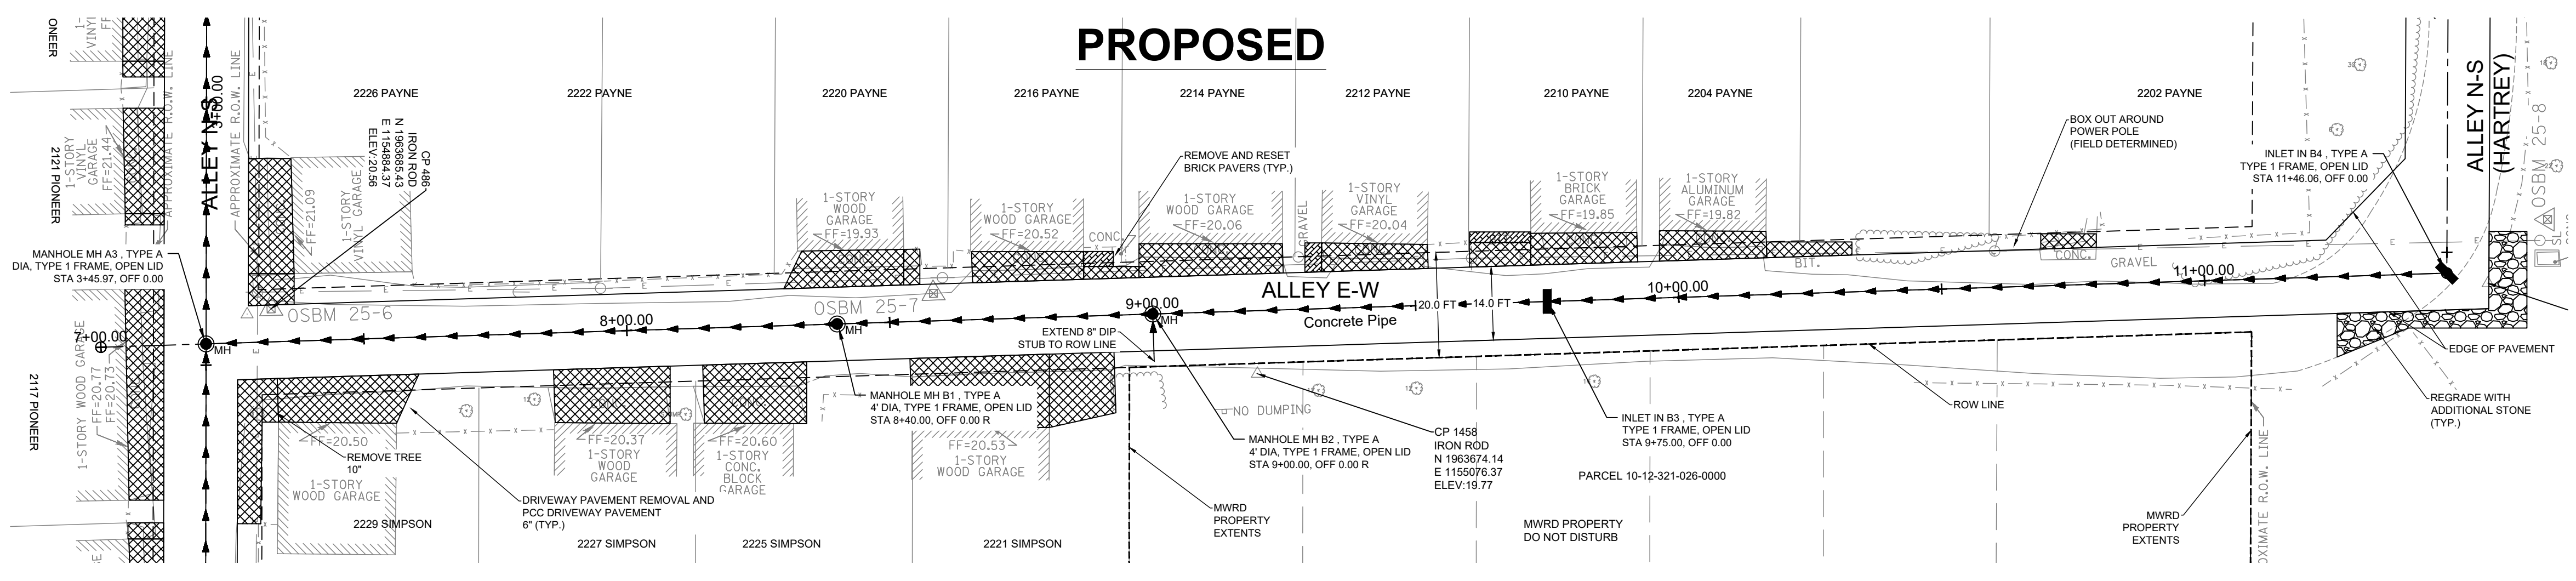 PROPOSED
ONEER
1-STORY
VINYL
GARAGE
FF=21.44
2121 PIONEER
APPROXIMATE R.O.W. LINE
ALLEY N-S
3+00.00
APPROXIMATE R.O.W. LINE
2226 PAYNE
2222 PAYNE
2220 PAYNE
2216 PAYNE
2214 PAYNE
2212 PAYNE
2210 PAYNE
2204 PAYNE
2202 PAYNE
CP 486
IRON ROD
N 1963685.43
E 1154884.37
ELEV:20.56
FF=21.09
1-STORY
VINYL GARAGE
REMOVE AND RESET
BRICK PAVERS (TYP.)
BOX OUT AROUND
POWER POLE
(FIELD DETERMINED)
INLET IN B4 , TYPE A
TYPE 1 FRAME, OPEN LID
STA 11+46.06, OFF 0.00
ALLEY N-S
(HARTREY)
OSBM 25-8
1-STORY
WOOD
GARAGE
FF=19.93
1-STORY
WOOD GARAGE
FF=20.52
CONC.
1-STORY
WOOD GARAGE
FF=20.06
GRAVEL
1-STORY
VINYL
GARAGE
FF=20.04
1-STORY
BRICK
GARAGE
FF=19.85
1-STORY
ALUMINUM
GARAGE
FF=19.82
BIT.
CONC.
GRAVEL
MANHOLE MH A3 , TYPE A
DIA, TYPE 1 FRAME, OPEN LID
STA 3+45.97, OFF 0.00
OSBM 25-6
OSBM 25-7
7+00.00
8+00.00
9+00.00
10+00.00
11+00.00
MH
MH
MH
ALLEY E-W
Concrete Pipe
20.0 FT
14.0 FT
EXTEND 8" DIP
STUB TO ROW LINE
2117 PIONEER
1-STORY WOOD GARAGE
FF=20.77
FF=20.73
MANHOLE MH B1 , TYPE A
4' DIA, TYPE 1 FRAME, OPEN LID
STA 8+40.00, OFF 0.00 R
NO DUMPING
MANHOLE MH B2 , TYPE A
4' DIA, TYPE 1 FRAME, OPEN LID
STA 9+00.00, OFF 0.00 R
CP 1458
IRON ROD
N 1963674.14
E 1155076.37
ELEV:19.77
INLET IN B3 , TYPE A
TYPE 1 FRAME, OPEN LID
STA 9+75.00, OFF 0.00
PARCEL 10-12-321-026-0000
ROW LINE
EDGE OF PAVEMENT
REGRADE WITH
ADDITIONAL STONE
(TYP.)
FF=20.50
REMOVE TREE
10"
1-STORY
WOOD GARAGE
2229 SIMPSON
DRIVEWAY PAVEMENT REMOVAL AND
PCC DRIVEWAY PAVEMENT
6" (TYP.)
FF=20.37
1-STORY
WOOD
GARAGE
2227 SIMPSON
FF=20.60
1-STORY
CONC.
BLOCK
GARAGE
2225 SIMPSON
FF=20.53
1-STORY
WOOD GARAGE
2221 SIMPSON
MWRD
PROPERTY
EXTENTS
MWRD PROPERTY
DO NOT DISTURB
MWRD
PROPERTY
EXTENTS
OXIMATE R.O.W. LINE